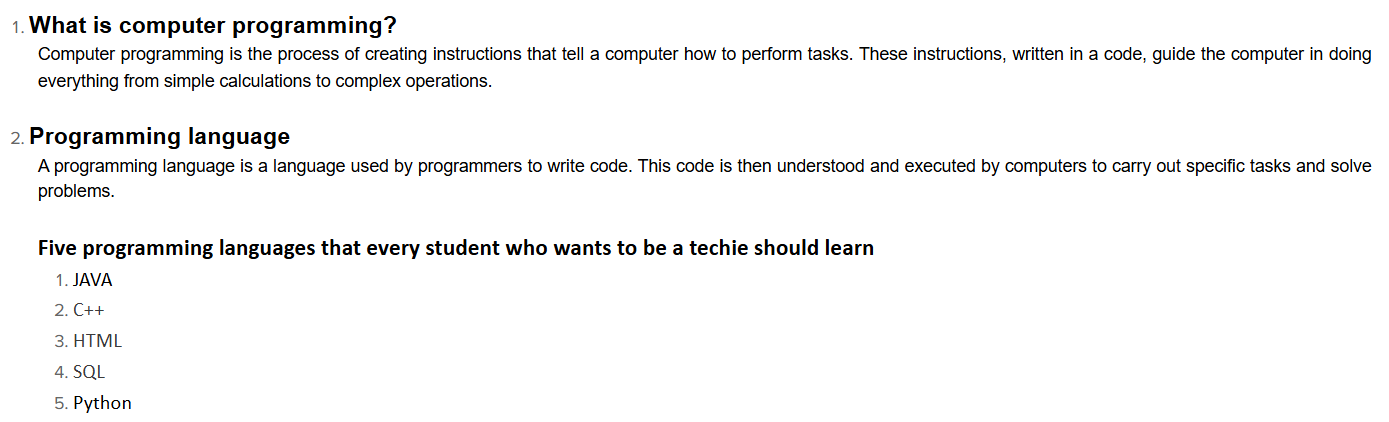 1. What is computer programming?
Computer programming is the process of creating instructions that tell a computer how to perform tasks. These instructions, written in a code, guide the computer in doing
everything from simple calculations to complex operations.
2. Programming language
A programming language is a language used by programmers to write code. This code is then understood and executed by computers to carry out specific tasks and solve
problems.
Five programming languages that every student who wants to be a techie should learn
1. JAVA
2. C++
3. HTML
4. SQL
5. Python